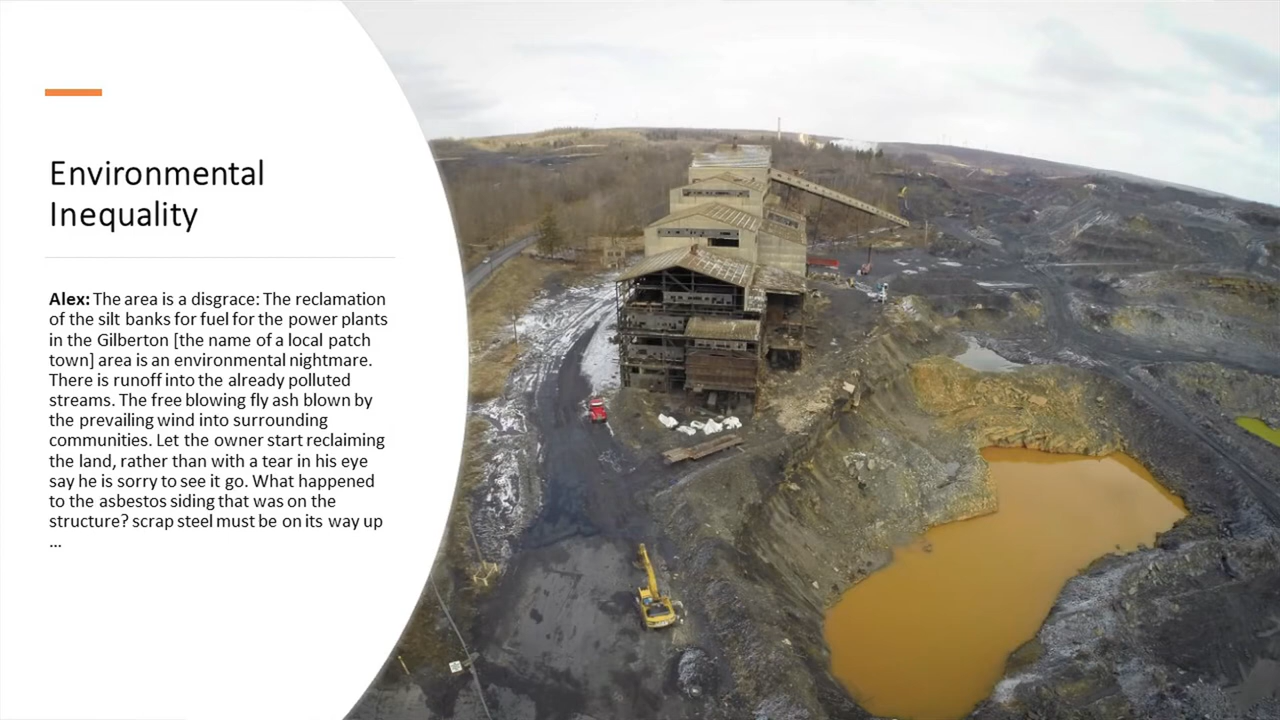 Environmental
Inequality
Alex: The area is a disgrace: The reclamation
of the silt banks for fuel for the power plants
in the Gilberton [the name of a local patch
town] area is an environmental nightmare.
There is runoff into the already polluted
streams. The free blowing fly ash blown by
the prevailing wind into surrounding
communities. Let the owner start reclaiming
the land, rather than with a tear in his eye
say he is sorry to see it go. What happened
to the asbestos siding that was on the
structure? scrap steel must be on its way up
...